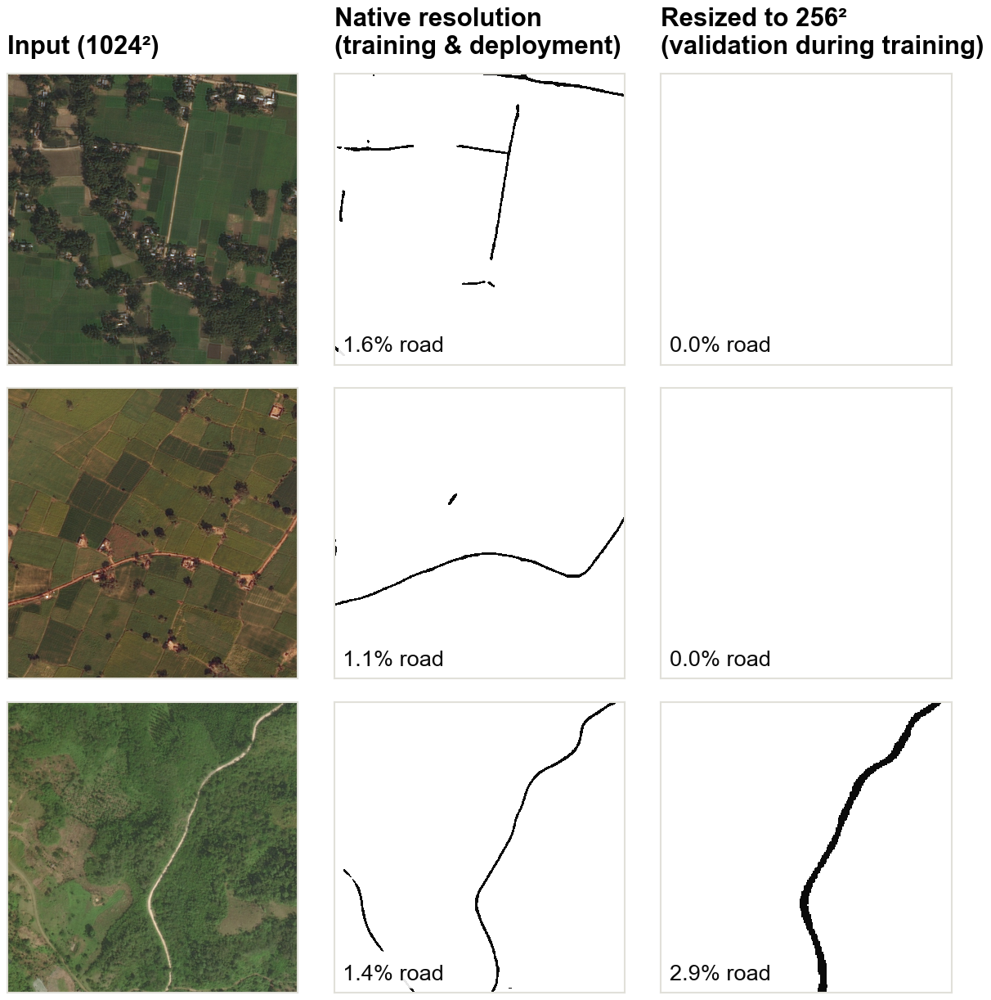 Input (1024²)
Native resolution
(training & deployment)
Resized to 256²
(validation during training)
1.6% road
0.0% road
1.1% road
0.0% road
1.4% road
2.9% road